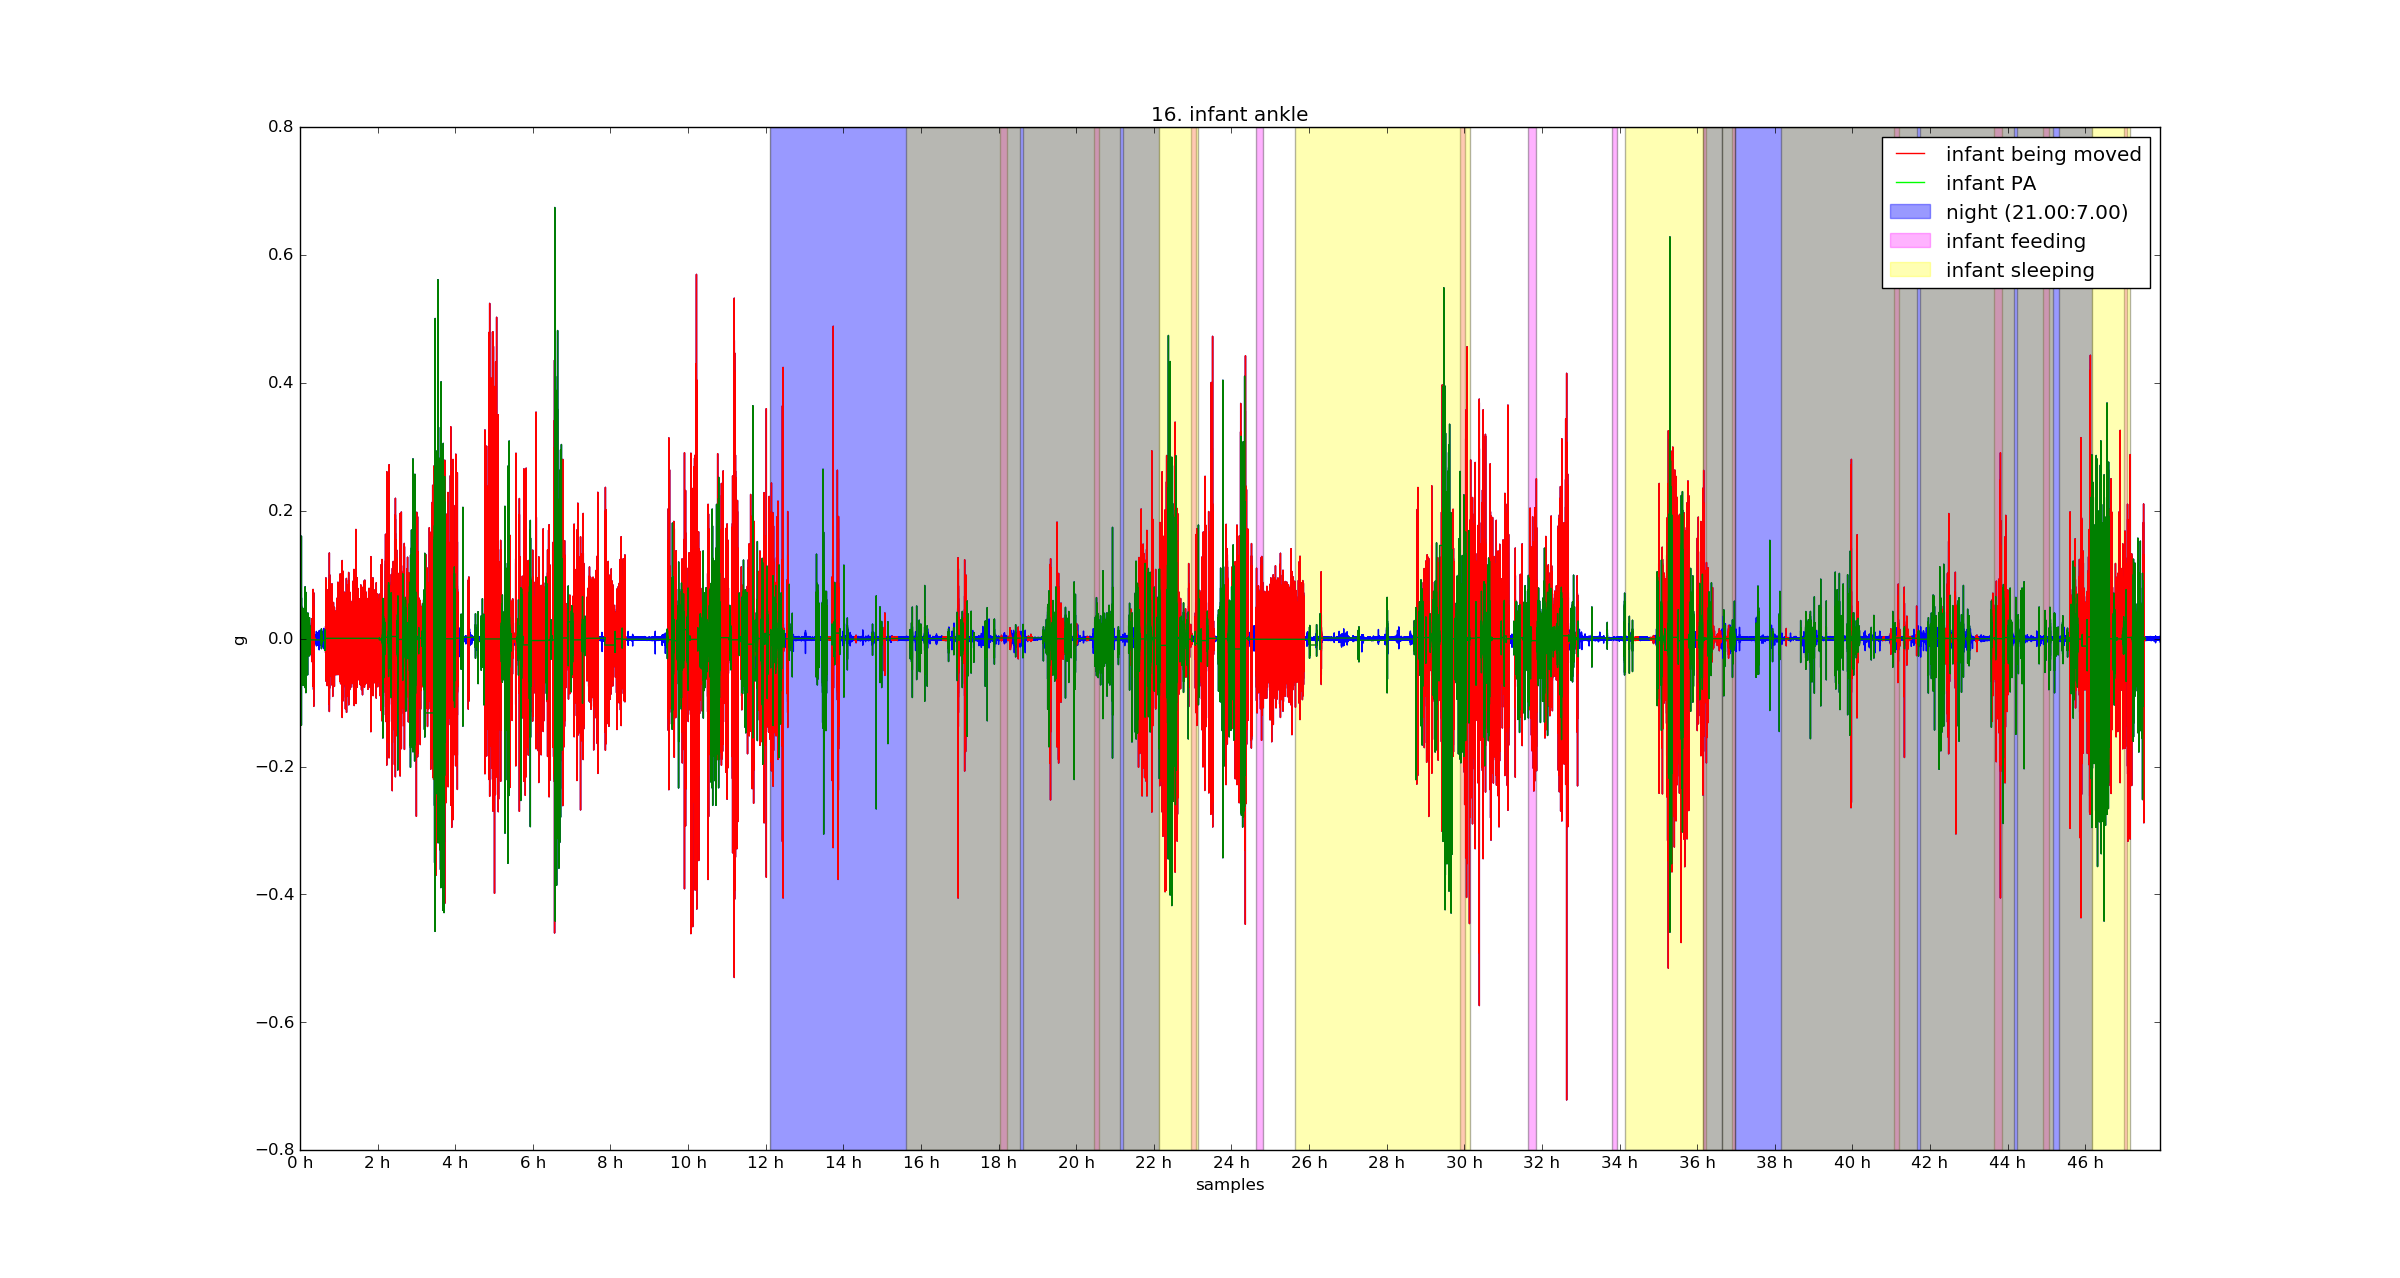 16. infant ankle
0.8
0.6
0.4
0.2
0.0
−0.2
−0.4
−0.6
−0.8
g
infant being moved
infant PA
night (21.00:7.00)
infant feeding
infant sleeping
0 h 2 h 4 h 6 h 8 h 10 h 12 h 14 h 16 h 18 h 20 h 22 h 24 h 26 h 28 h 30 h 32 h 34 h 36 h 38 h 40 h 42 h 44 h 46 h
samples